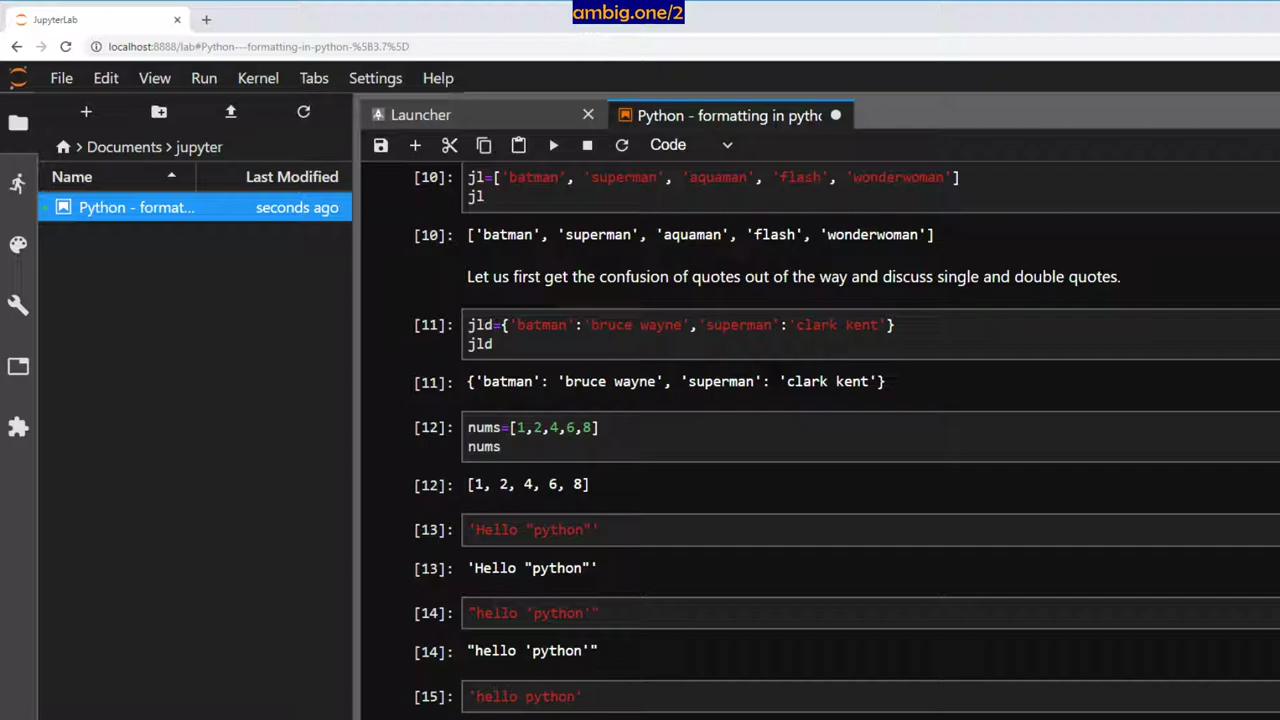 ambig.one/2
JupyterLab
localhost:8888/lab#Python---formatting-in-python-%5B3.7%5D
File Edit View Run Kernel Tabs Settings Help
Launcher
Python - formatting in pytho
Documents
jupyter
Code
Name
Last Modified
Python - format...
seconds ago
[10]: jl=['batman', 'superman', 'aquaman', 'flash', 'wonderwoman']
jl
[10]: ['batman', 'superman', 'aquaman', 'flash', 'wonderwoman']
Let us first get the confusion of quotes out of the way and discuss single and double quotes.
[11]: jld={'batman':'bruce wayne','superman':'clark kent'}
jld
[11]: {'batman': 'bruce wayne', 'superman': 'clark kent'}
[12]: nums=[1,2,4,6,8]
nums
[12]: [1, 2, 4, 6, 8]
[13]: 'Hello "python"'
[13]: 'Hello "python"'
[14]: "hello 'python'"
[14]: "hello 'python'"
[15]: 'hello python'